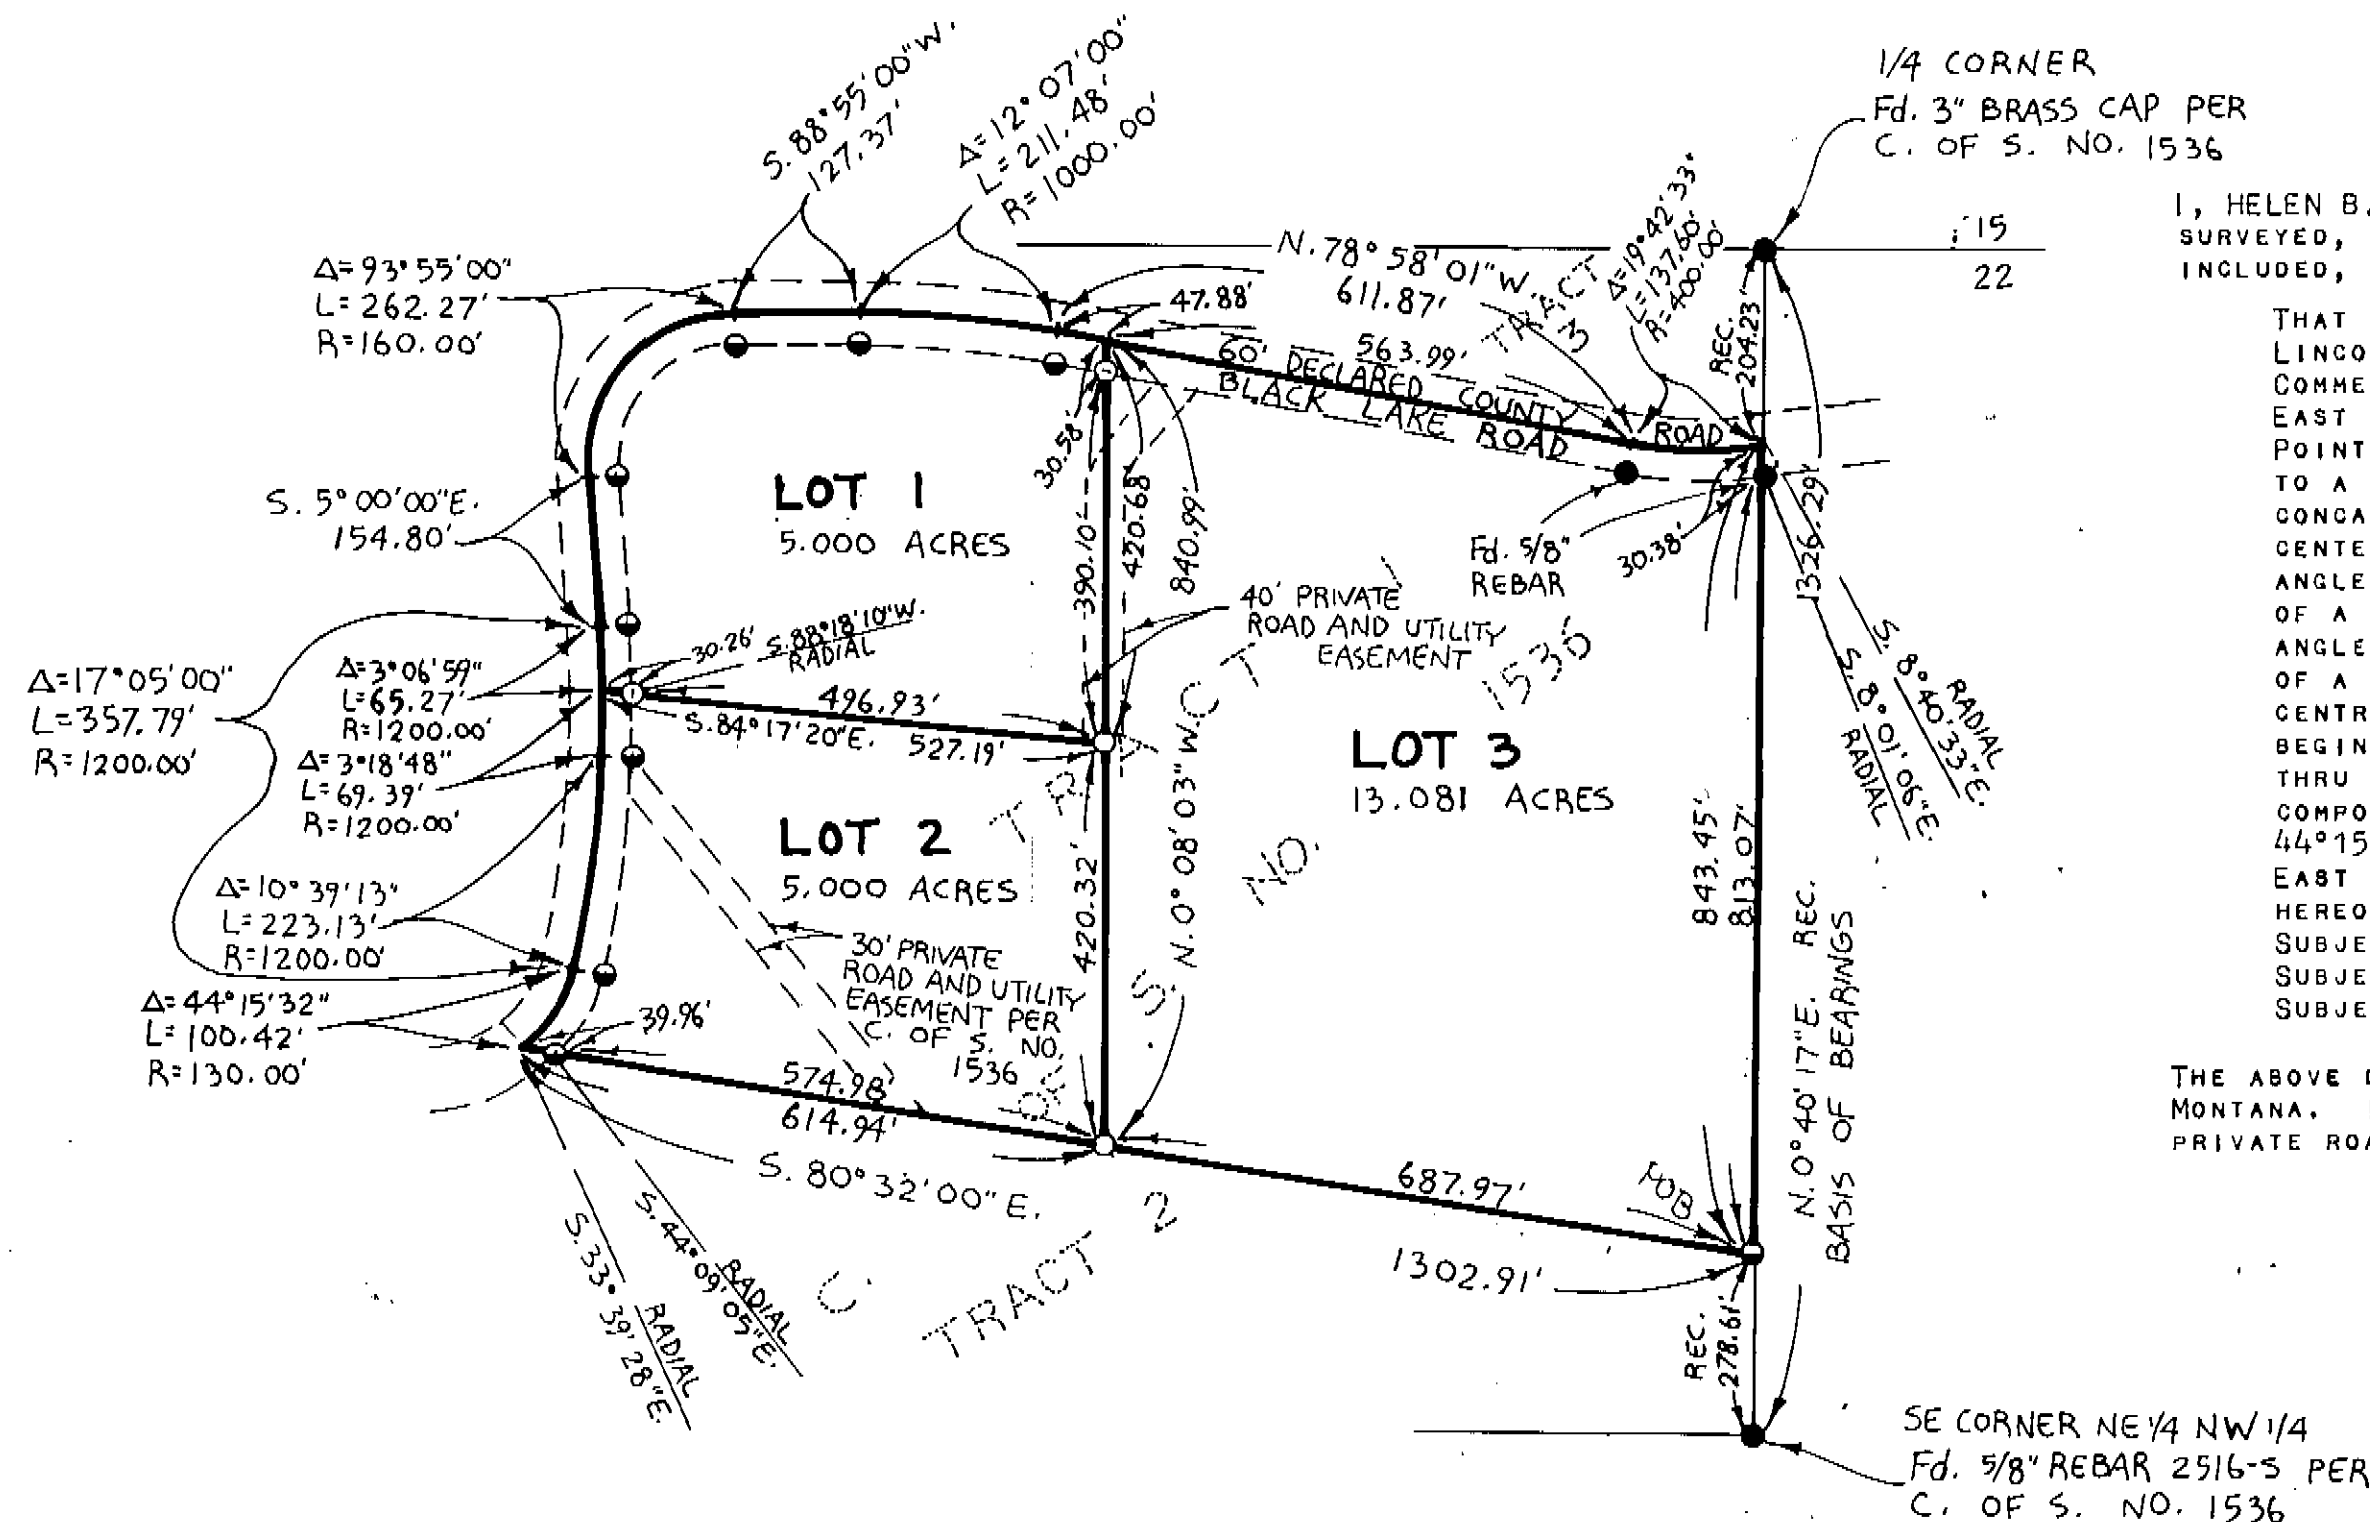 S. 88°55'00"W.
127.37'
Δ=12°07'00"
L=211.48'
R=1000.00'
1/4 CORNER
Fd. 3" BRASS CAP PER
C. OF S. NO. 1536
15
22
Δ=93°55'00"
L=262.27'
R=160.00'
N.78°58'01"W.
611.87'
47.88'
563.99'
TRACT
3
Δ=19°42'33"
L=137.60'
R=400.00'
REC.
204.23'
60' DECLARED COUNTY ROAD
BLACK LAKE ROAD
I, HELEN B.
SURVEYED,
INCLUDED,
THAT
LINCO
COMME
EAST
POINT
TO A
CONCA
CENTE
ANGLE
OF A
ANGLE
OF A
CENTR
BEGIN
THRU
COMPO
44°15
EAST
HEREO
SUBJE
SUBJE
SUBJE
THE ABOVE
MONTANA.
PRIVATE ROA
S. 5°00'00"E.
154.80'
LOT 1
5.000 ACRES
30.58'
390.10'
420.68'
840.99'
Fd. 5/8"
REBAR
30.38'
1326.29'
40' PRIVATE
ROAD AND UTILITY
EASEMENT
S. 8°40'33"E.
RADIAL
S. 8°01'06"E.
RADIAL
Δ=17°05'00"
L=357.79'
R=1200.00'
Δ=3°06'59"
L=65.27'
R=1200.00'
30.26'
S.88°18'10"W.
RADIAL
496.93'
S.84°17'20"E.
527.19'
Δ=3°18'48"
L=69.39'
R=1200.00'
LOT 2
5.000 ACRES
LOT 3
13.081 ACRES
TRACT
C. OF S. NO. 1536
N.0°08'03"W.
420.32'
843.45'
813.07'
Δ=10°39'13"
L=223.13'
R=1200.00'
30' PRIVATE
ROAD AND UTILITY
EASEMENT PER
C. OF S. NO.
1536
Δ=44°15'32"
L=100.42'
R=130.00'
39.96'
574.98'
614.94'
S. 80°32'00"E.
N.0°40'17"E. REC.
BASIS OF BEARINGS
687.97'
POB
1302.91'
S.33°39'28"E.
RADIAL
S.44°09'05"E.
RADIAL
TRACT 2
REC.
278.61'
SE CORNER NE 1/4 NW 1/4
Fd. 5/8" REBAR 2516-S PER
C. OF S. NO. 1536